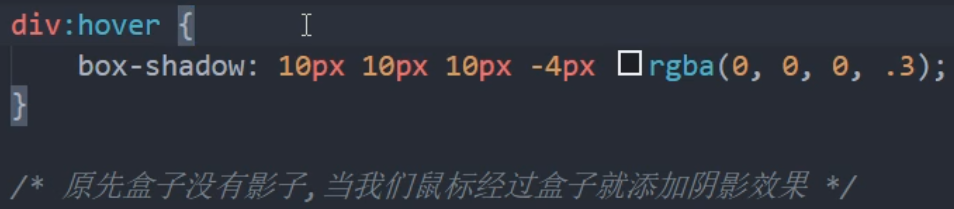 div:hover {
box-shadow: 10px 10px 10px -4px rgba(0, 0, 0, .3);
}
/* 原先盒子没有影子,当我们鼠标经过盒子就添加阴影效果 */